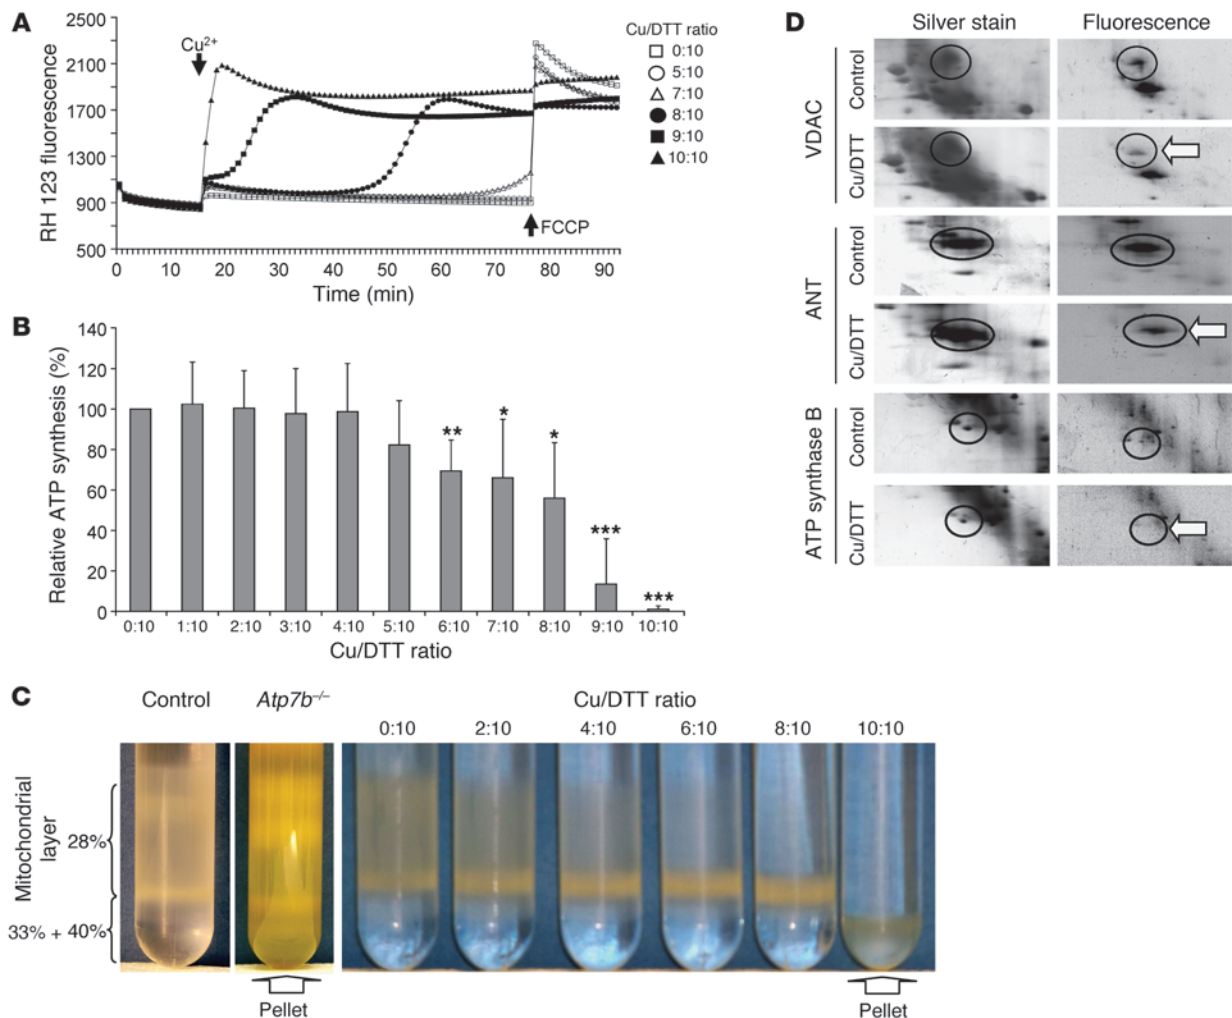 A
2500
2100
1700
1300
900
500
RH 123 fluorescence
Cu²⁺
FCCP
0 10 20 30 40 50 60 70 80 90
Time (min)
Cu/DTT ratio
0:10
5:10
7:10
8:10
9:10
10:10
B
140
120
100
80
60
40
20
0
Relative ATP synthesis (%)
** * * *** ***
0:10 1:10 2:10 3:10 4:10 5:10 6:10 7:10 8:10 9:10 10:10
Cu/DTT ratio
C
Control
Atp7b⁻/⁻
Cu/DTT ratio
0:10 2:10 4:10 6:10 8:10 10:10
Mitochondrial
layer
28%
33% + 40%
Pellet
Pellet
D
Silver stain Fluorescence
VDAC
Control
Cu/DTT
ANT
Control
Cu/DTT
ATP synthase B
Control
Cu/DTT